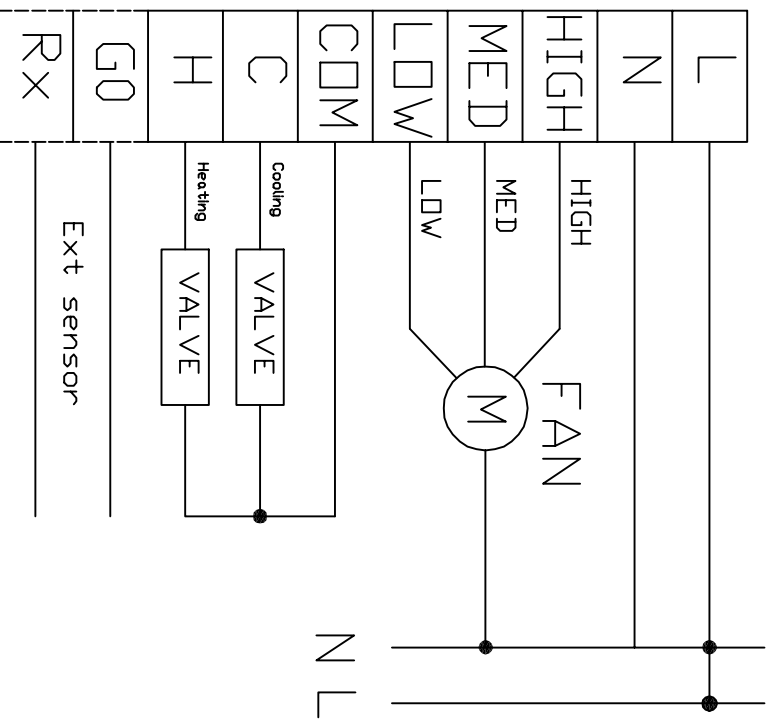 L
N
HIGH
MED
LOW
COM
C
H
G0
Rx
HIGH
MED
LOW
FAN
M
Cooling
VALVE
Heating
VALVE
Ext sensor
N
L